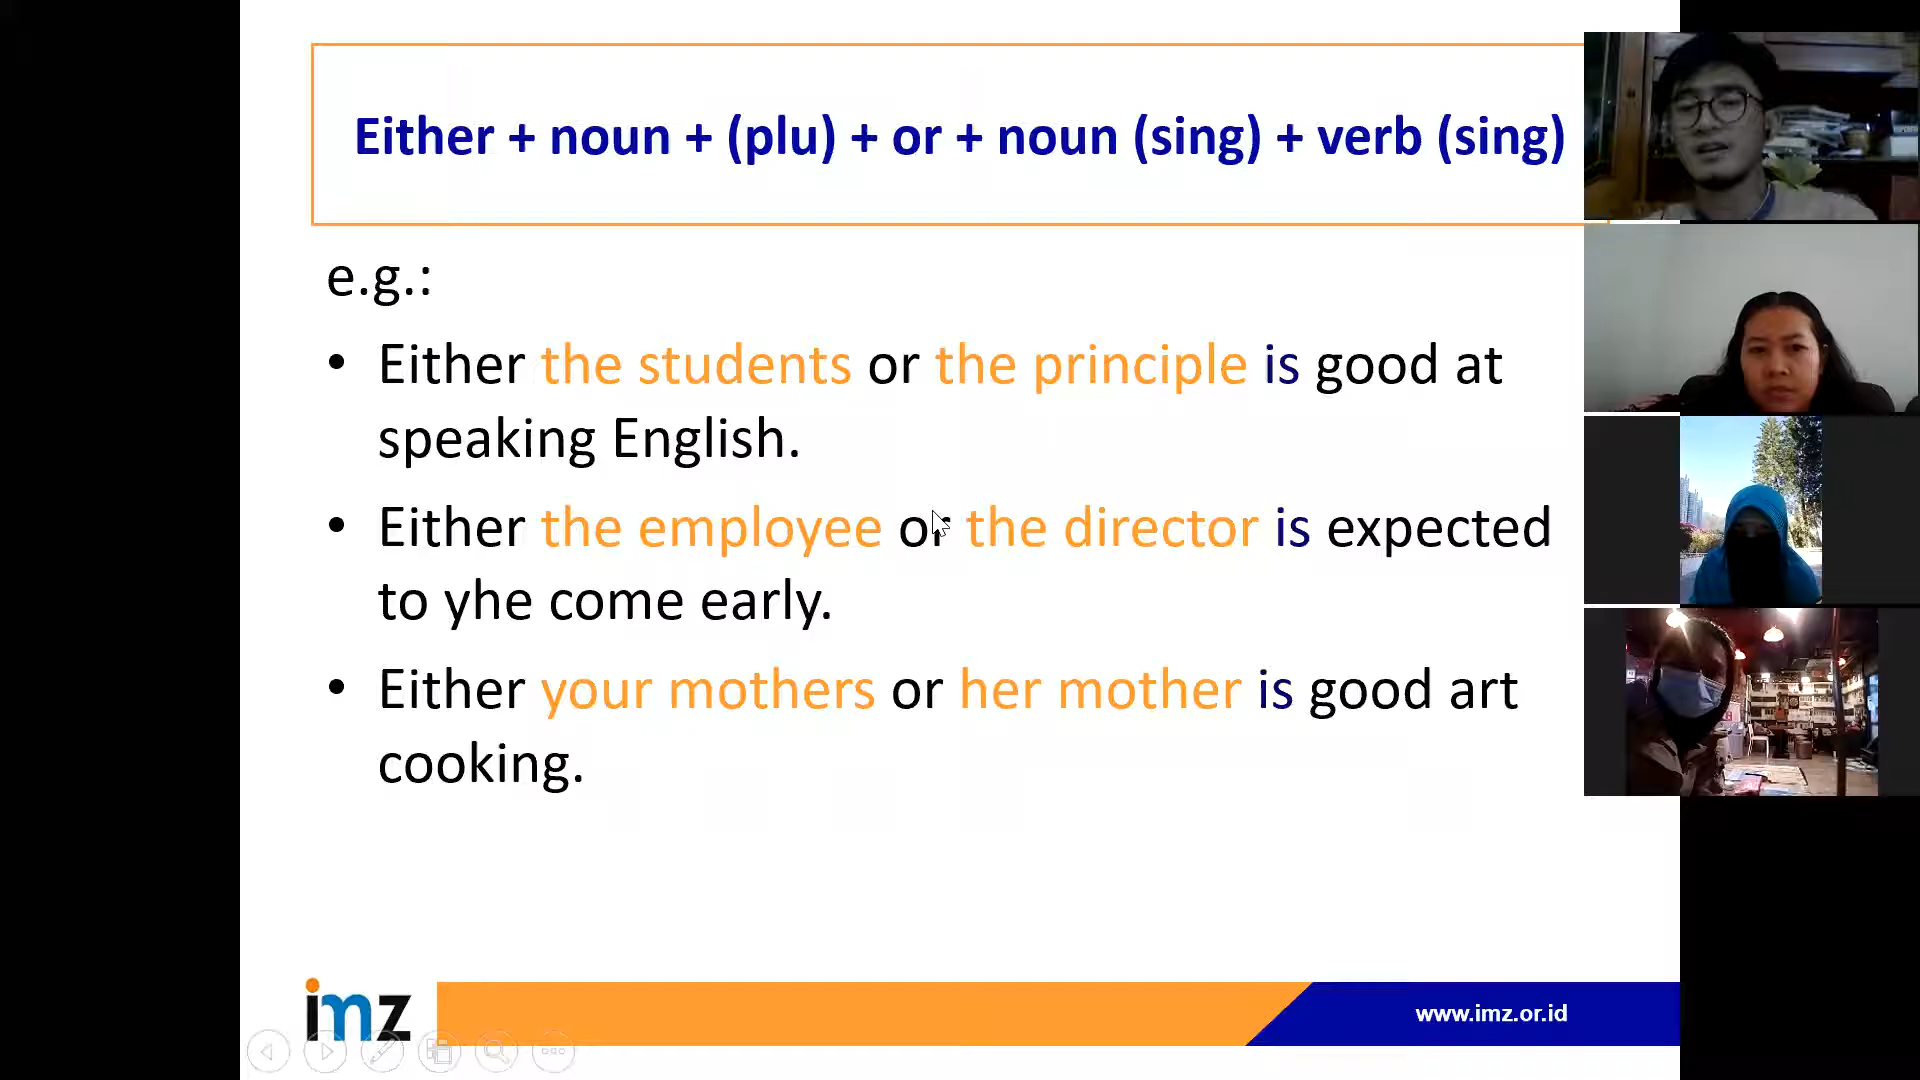 Either + noun + (plu) + or + noun (sing) + verb (sing)
e.g.:
• Either the students or the principle is good at
speaking English.
• Either the employee or the director is expected
to yhe come early.
• Either your mothers or her mother is good art
cooking.
imz
www.imz.or.id